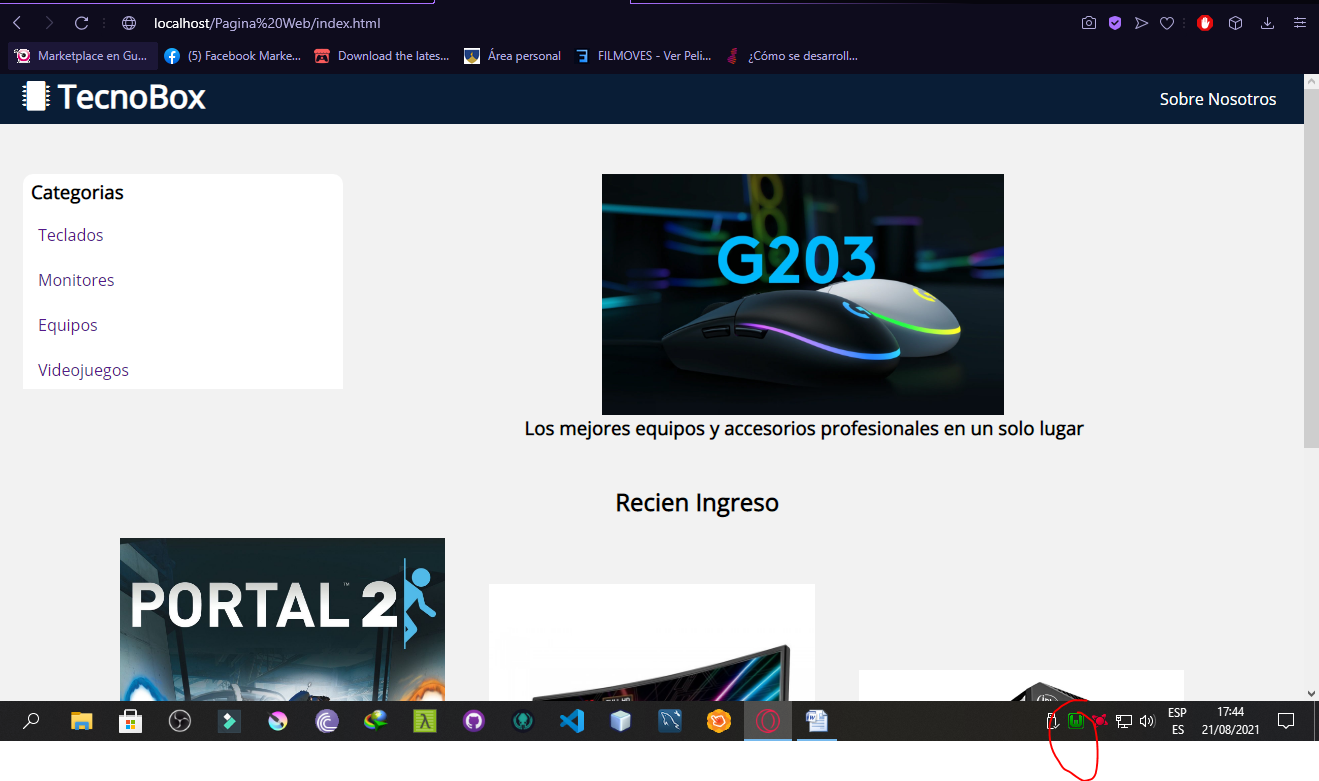 localhost/Pagina%20Web/index.html
Marketplace en Gu...
(5) Facebook Marke...
Download the lates...
Área personal
FILMOVES - Ver Peli...
¿Cómo se desarroll...
TecnoBox
Sobre Nosotros
Categorias
Teclados
Monitores
Equipos
Videojuegos
G203
Los mejores equipos y accesorios profesionales en un solo lugar
Recien Ingreso
PORTAL 2
ESP
ES
17:44
21/08/2021